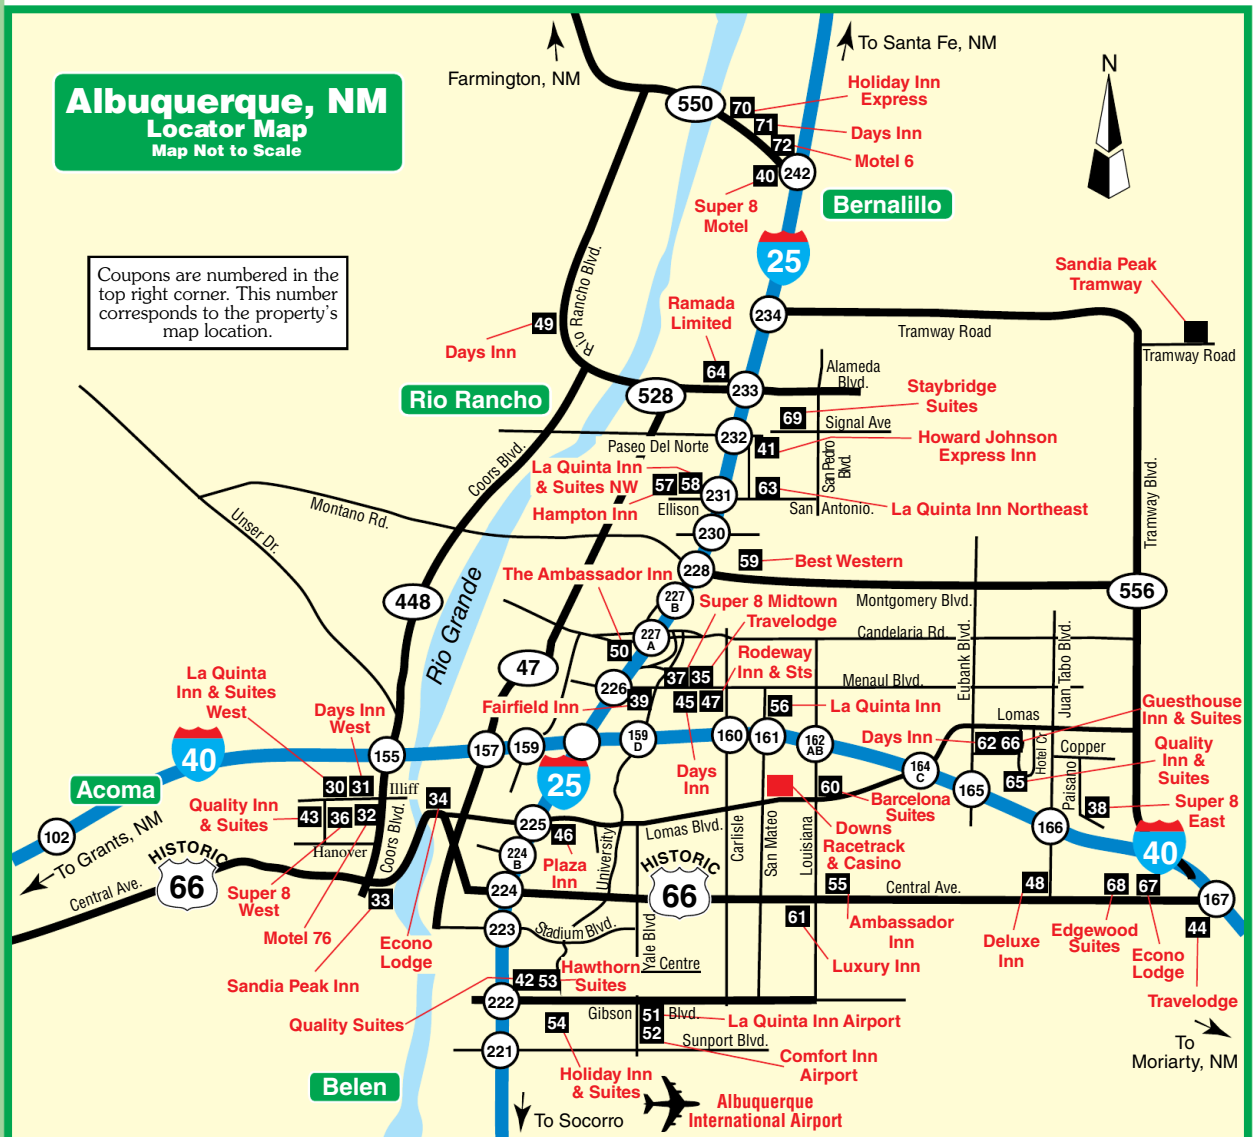 Albuquerque, NM
Locator Map
Map Not to Scale
Coupons are numbered in the
top right corner. This number
corresponds to the property's
map location.
Farmington, NM
To Santa Fe, NM
N
550
70
71
72
40
242
Holiday Inn
Express
Days Inn
Motel 6
Super 8
Motel
Bernalillo
25
Sandia Peak
Tramway
Tramway Road
Tramway Road
234
Rio Rancho Blvd.
49
Days Inn
Ramada
Limited
64
233
Alameda
Blvd.
Rio Rancho
528
Staybridge
Suites
69
Signal Ave
232
Paseo Del Norte
41
Howard Johnson
Express Inn
San Pedro
Blvd.
Coors Blvd.
La Quinta Inn
& Suites NW
57
58
231
63
Hampton Inn
Ellison
San Antonio.
La Quinta Inn Northeast
Tramway Blvd.
Montano Rd.
Unser Dr.
230
59
Best Western
228
The Ambassador Inn
448
Rio Grande
227
B
Super 8 Midtown
Travelodge
Montgomery Blvd.
556
227
A
50
Candelaria Rd.
Eubank Blvd.
Juan Tabo Blvd.
47
Rodeway
Inn & Sts
37
35
226
39
45
47
Menaul Blvd.
Fairfield Inn
56
La Quinta Inn
La Quinta
Inn & Suites
West
Days Inn
West
40
155
157
159
159
D
160
161
162
AB
Days Inn
Lomas
62
66
Guesthouse
Inn & Suites
Hotel Cr
Copper
Quality
Inn &
Suites
65
Paisano
164
C
165
166
38
Super 8
East
40
Acoma
102
To Grants, NM
30
31
Illiff
34
25
Days
Inn
60
Barcelona
Suites
Downs
Racetrack
& Casino
Quality Inn
& Suites
43
36
32
Hanover
Coors Blvd.
225
46
Plaza
Inn
University
Lomas Blvd.
Carlisle
San Mateo
Louisiana
HISTORIC
66
Central Ave.
Super 8
West
33
224
B
224
HISTORIC
66
55
Central Ave.
48
68
67
167
44
Motel 76
Sandia Peak Inn
Econo
Lodge
223
Stadium Blvd.
Yale Blvd.
Centre
61
Luxury Inn
Ambassador
Inn
Deluxe
Inn
Edgewood
Suites
Econo
Lodge
Travelodge
To
Moriarty, NM
42
53
Hawthorn
Suites
Quality Suites
222
54
Gibson
Blvd.
51
52
La Quinta Inn Airport
Sunport Blvd.
221
Comfort Inn
Airport
Holiday Inn
& Suites
Belen
To Socorro
Albuquerque
International Airport